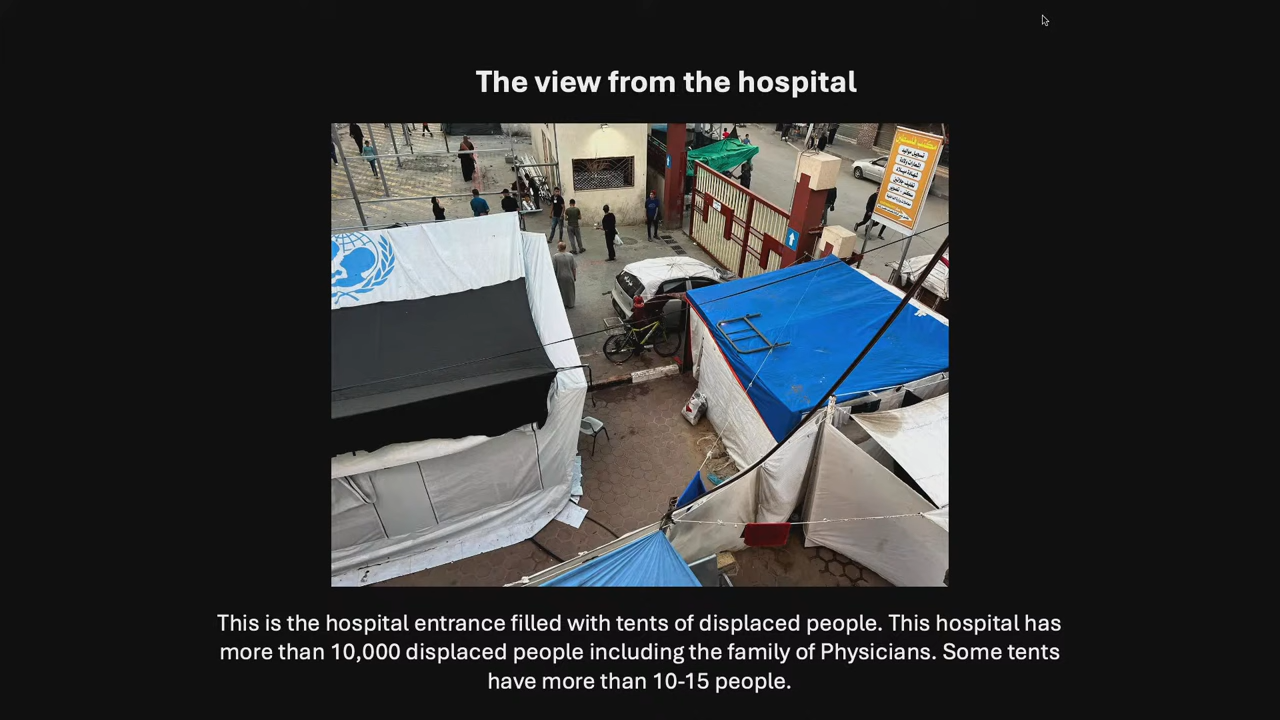 The view from the hospital
This is the hospital entrance filled with tents of displaced people. This hospital has
more than 10,000 displaced people including the family of Physicians. Some tents
have more than 10-15 people.